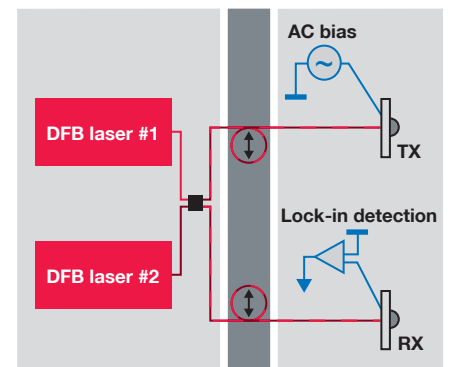 AC bias
~
DFB laser #1
TX
Lock-in detection
DFB laser #2
RX